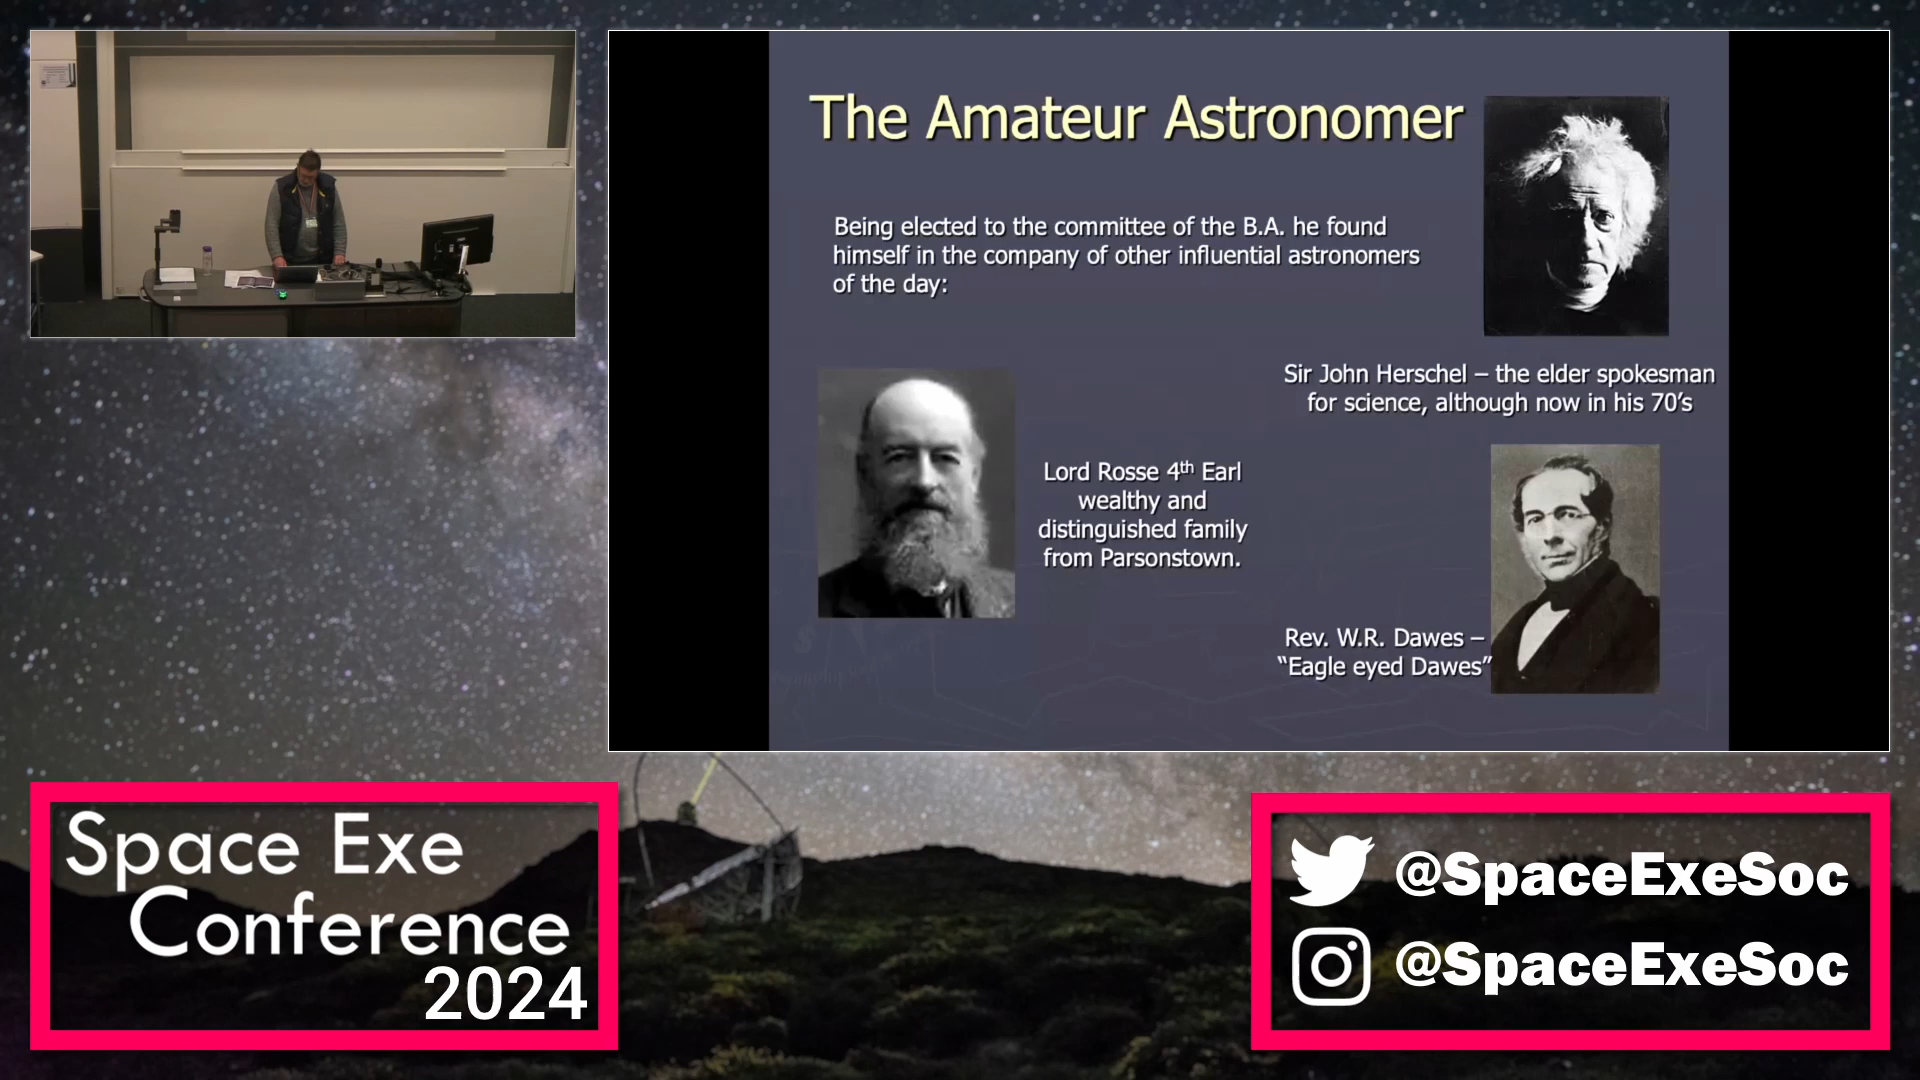 The Amateur Astronomer
Being elected to the committee of the B.A. he found
himself in the company of other influential astronomers
of the day:
Sir John Herschel – the elder spokesman
for science, although now in his 70’s
Lord Rosse 4th Earl
wealthy and
distinguished family
from Parsonstown.
Rev. W.R. Dawes –
“Eagle eyed Dawes”
Space Exe
Conference
2024
@SpaceExeSoc
@SpaceExeSoc